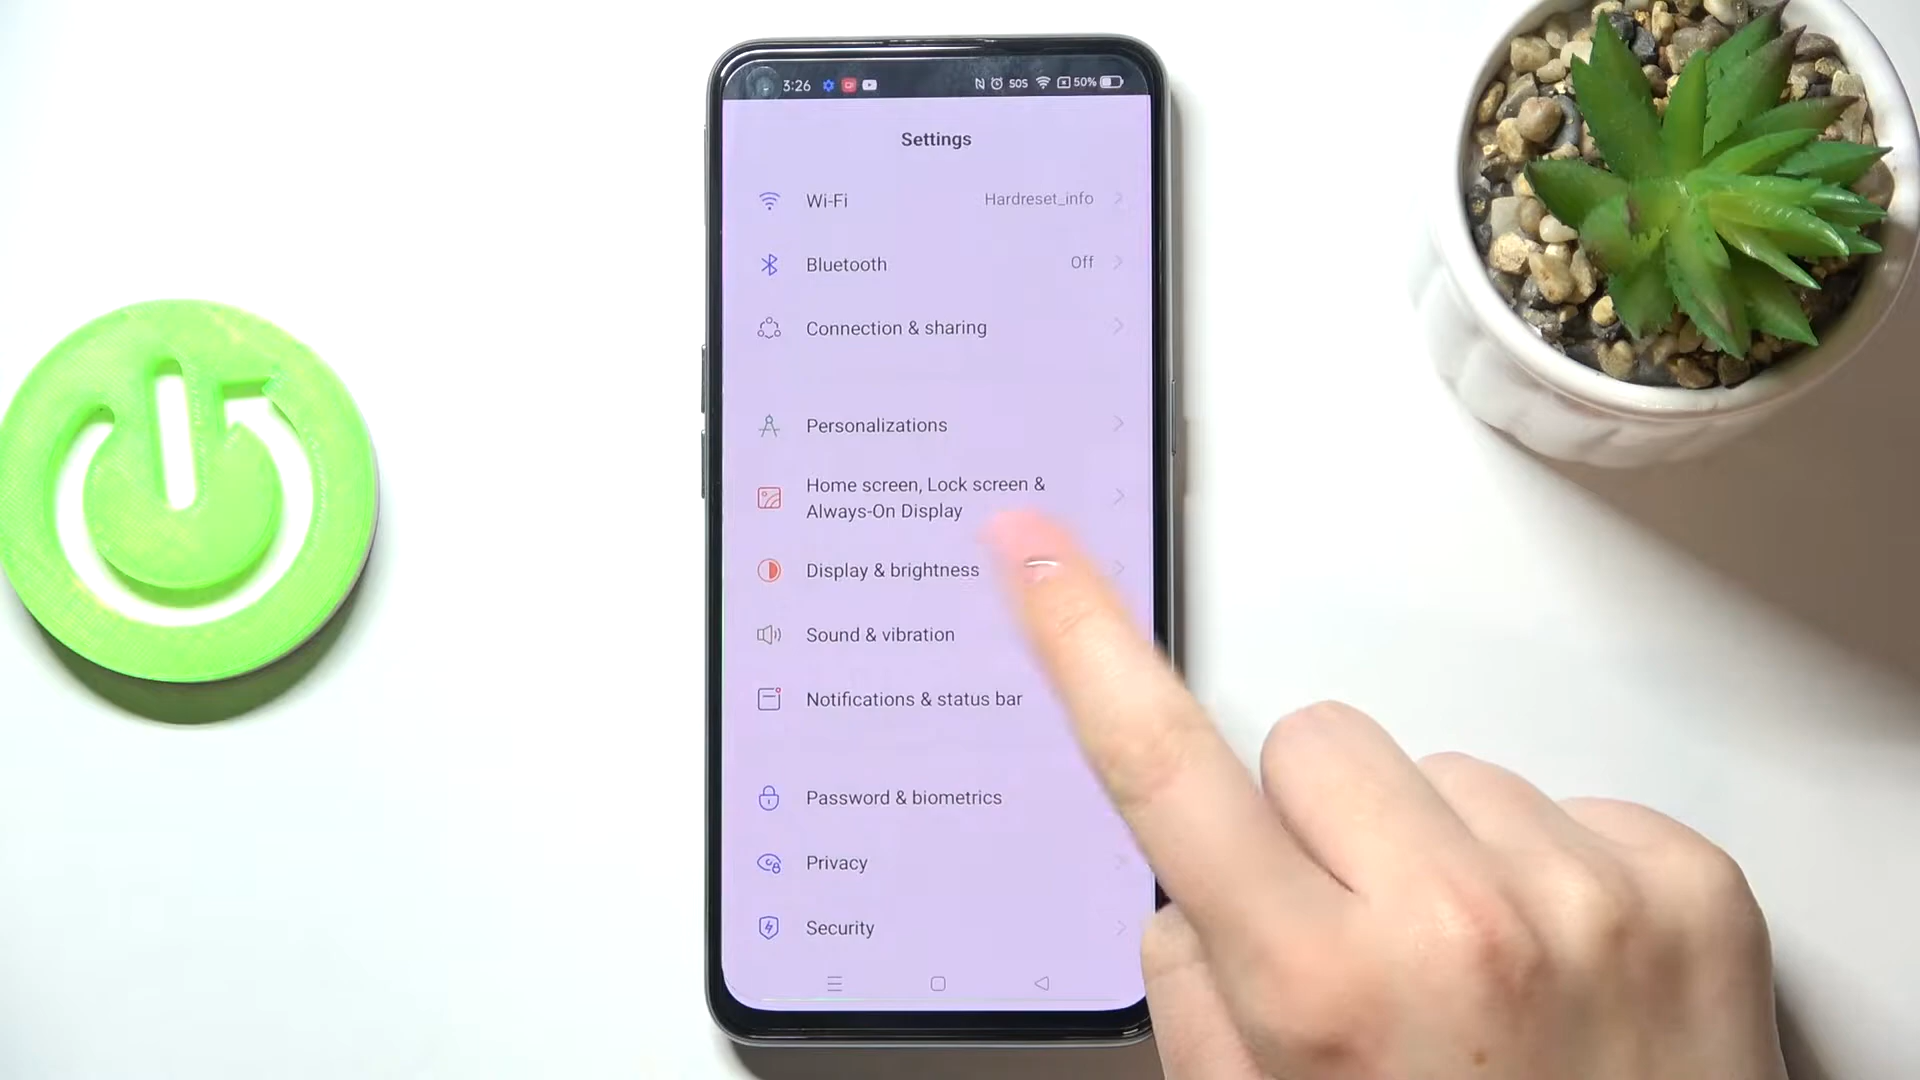 3:26 SOS 50%
Settings
Wi-Fi Hardreset_info
Bluetooth Off
Connection & sharing
Personalizations
Home screen, Lock screen &
Always-On Display
Display & brightness
Sound & vibration
Notifications & status bar
Password & biometrics
Privacy
Security